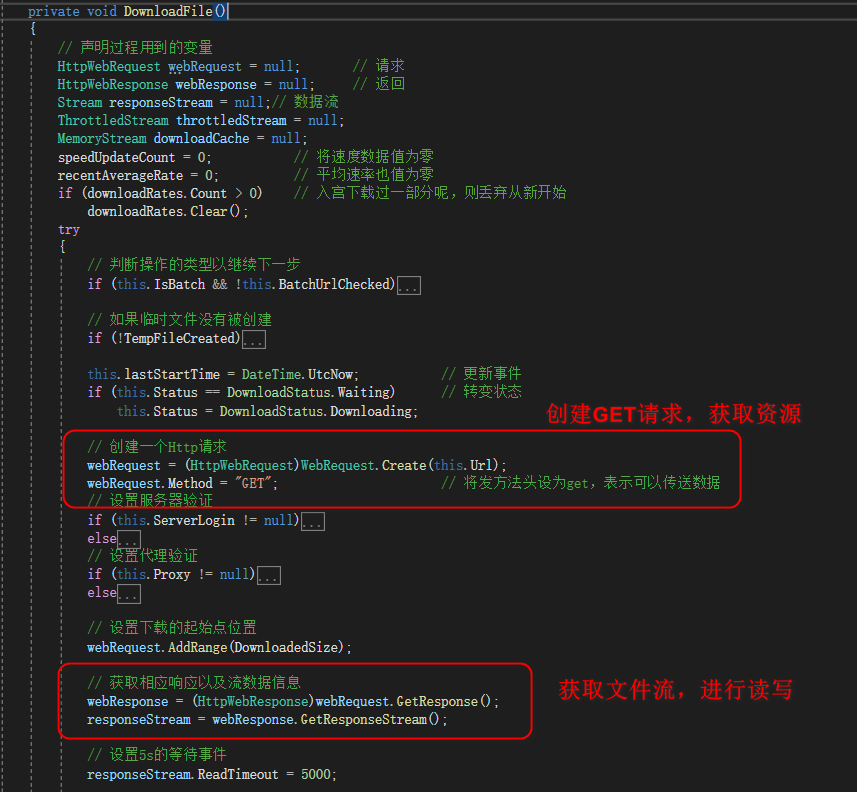 private void DownloadFile()
{
// 声明过程用到的变量
HttpWebRequest webRequest = null; // 请求
HttpWebResponse webResponse = null; // 返回
Stream responseStream = null;// 数据流
ThrottledStream throttledStream = null;
MemoryStream downloadCache = null;
speedUpdateCount = 0; // 将速度数据值为零
recentAverageRate = 0; // 平均速率也值为零
if (downloadRates.Count > 0) // 入宫下载过一部分呢，则丢弃从新开始
downloadRates.Clear();
try
{
// 判断操作的类型以继续下一步
if (this.IsBatch && !this.BatchUrlChecked)...
// 如果临时文件没有被创建
if (!TempFileCreated)...
this.lastStartTime = DateTime.UtcNow; // 更新事件
if (this.Status == DownloadStatus.Waiting) // 转变状态
this.Status = DownloadStatus.Downloading;
创建GET请求，获取资源
// 创建一个Http请求
webRequest = (HttpWebRequest)WebRequest.Create(this.Url);
webRequest.Method = "GET"; // 将发方法头设为get，表示可以传送数据
// 设置服务器验证
if (this.ServerLogin != null)...
else...
// 设置代理验证
if (this.Proxy != null)...
else...
// 设置下载的起始点位置
webRequest.AddRange(DownloadedSize);
// 获取相应响应以及流数据信息
webResponse = (HttpWebResponse)webRequest.GetResponse();
responseStream = webResponse.GetResponseStream();
获取文件流，进行读写
// 设置5s的等待事件
responseStream.ReadTimeout = 5000;